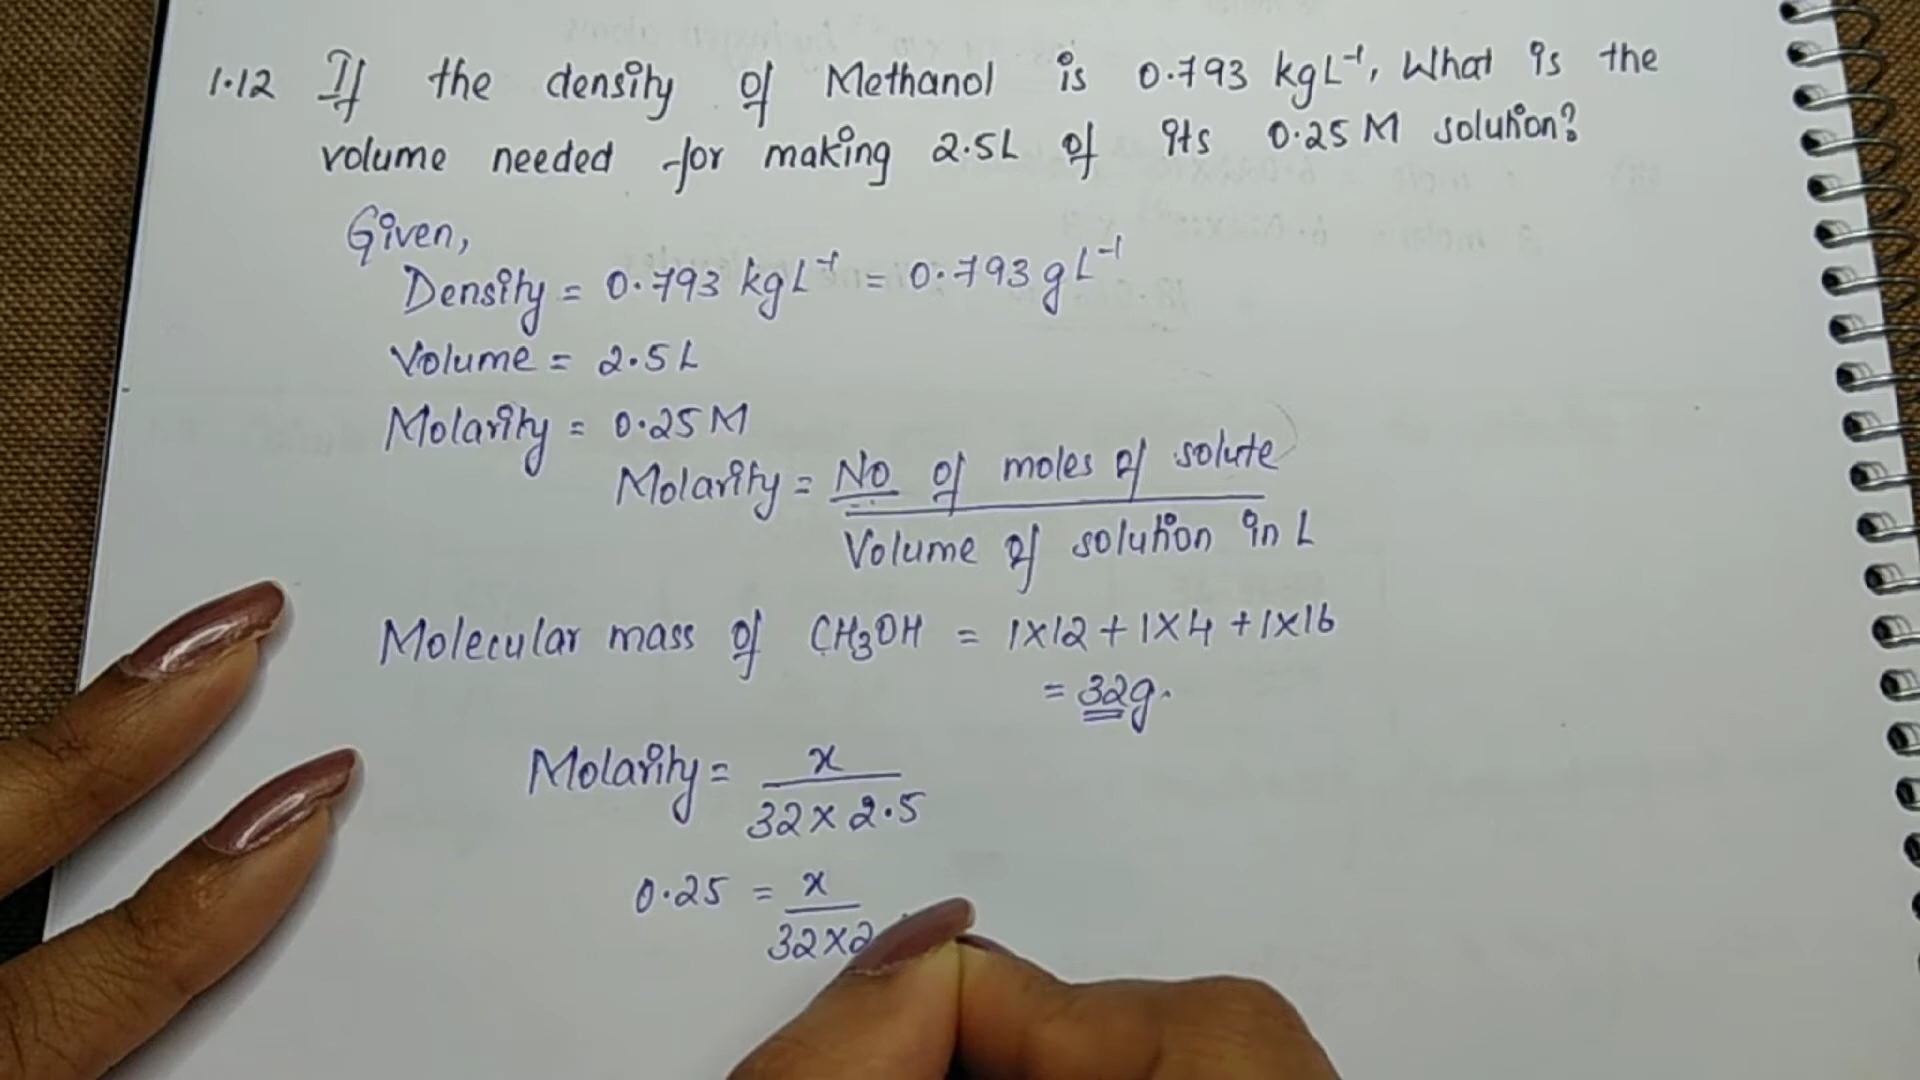 1.12 If the density of Methanol is 0.793 kgL⁻¹, What is the
volume needed for making 2.5L of its 0.25 M solution?
Given,
Density = 0.793 kgL⁻¹ = 0.793 gL⁻¹
Volume = 2.5 L
Molarity = 0.25 M
Molarity = No of moles of solute
Volume of solution in L
Molecular mass of CH₃OH = 1×12 + 1×4 + 1×16
= 32g.
Molarity = x
32 × 2.5
0.25 = x
32×2